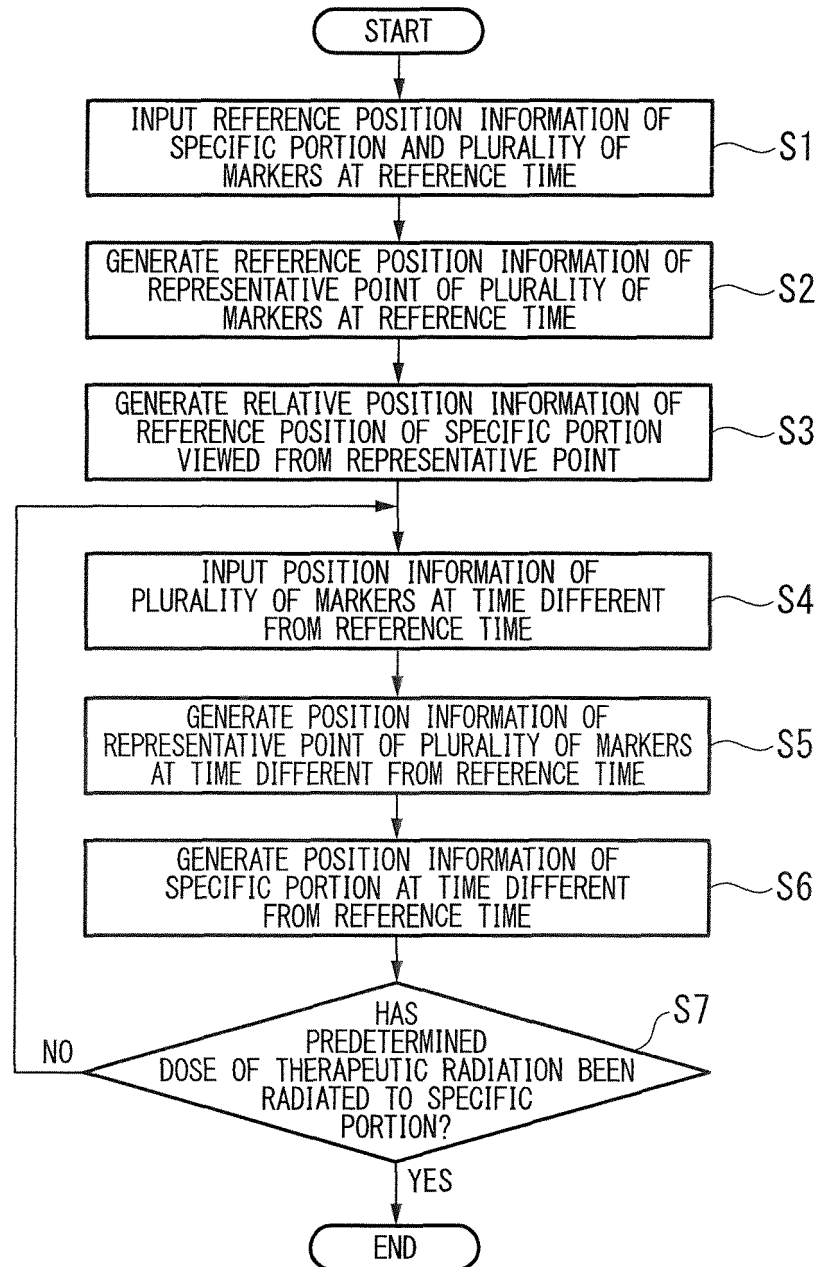 START
INPUT REFERENCE POSITION INFORMATION OF
SPECIFIC PORTION AND PLURALITY OF
MARKERS AT REFERENCE TIME
S1
GENERATE REFERENCE POSITION INFORMATION OF
REPRESENTATIVE POINT OF PLURALITY OF
MARKERS AT REFERENCE TIME
S2
GENERATE RELATIVE POSITION INFORMATION OF
REFERENCE POSITION OF SPECIFIC PORTION
VIEWED FROM REPRESENTATIVE POINT
S3
INPUT POSITION INFORMATION OF
PLURALITY OF MARKERS AT TIME DIFFERENT
FROM REFERENCE TIME
S4
GENERATE POSITION INFORMATION OF
REPRESENTATIVE POINT OF PLURALITY OF MARKERS
AT TIME DIFFERENT FROM REFERENCE TIME
S5
GENERATE POSITION INFORMATION OF
SPECIFIC PORTION AT TIME DIFFERENT
FROM REFERENCE TIME
S6
HAS
PREDETERMINED
DOSE OF THERAPEUTIC RADIATION BEEN
RADIATED TO SPECIFIC
PORTION?
S7
NO
YES
END